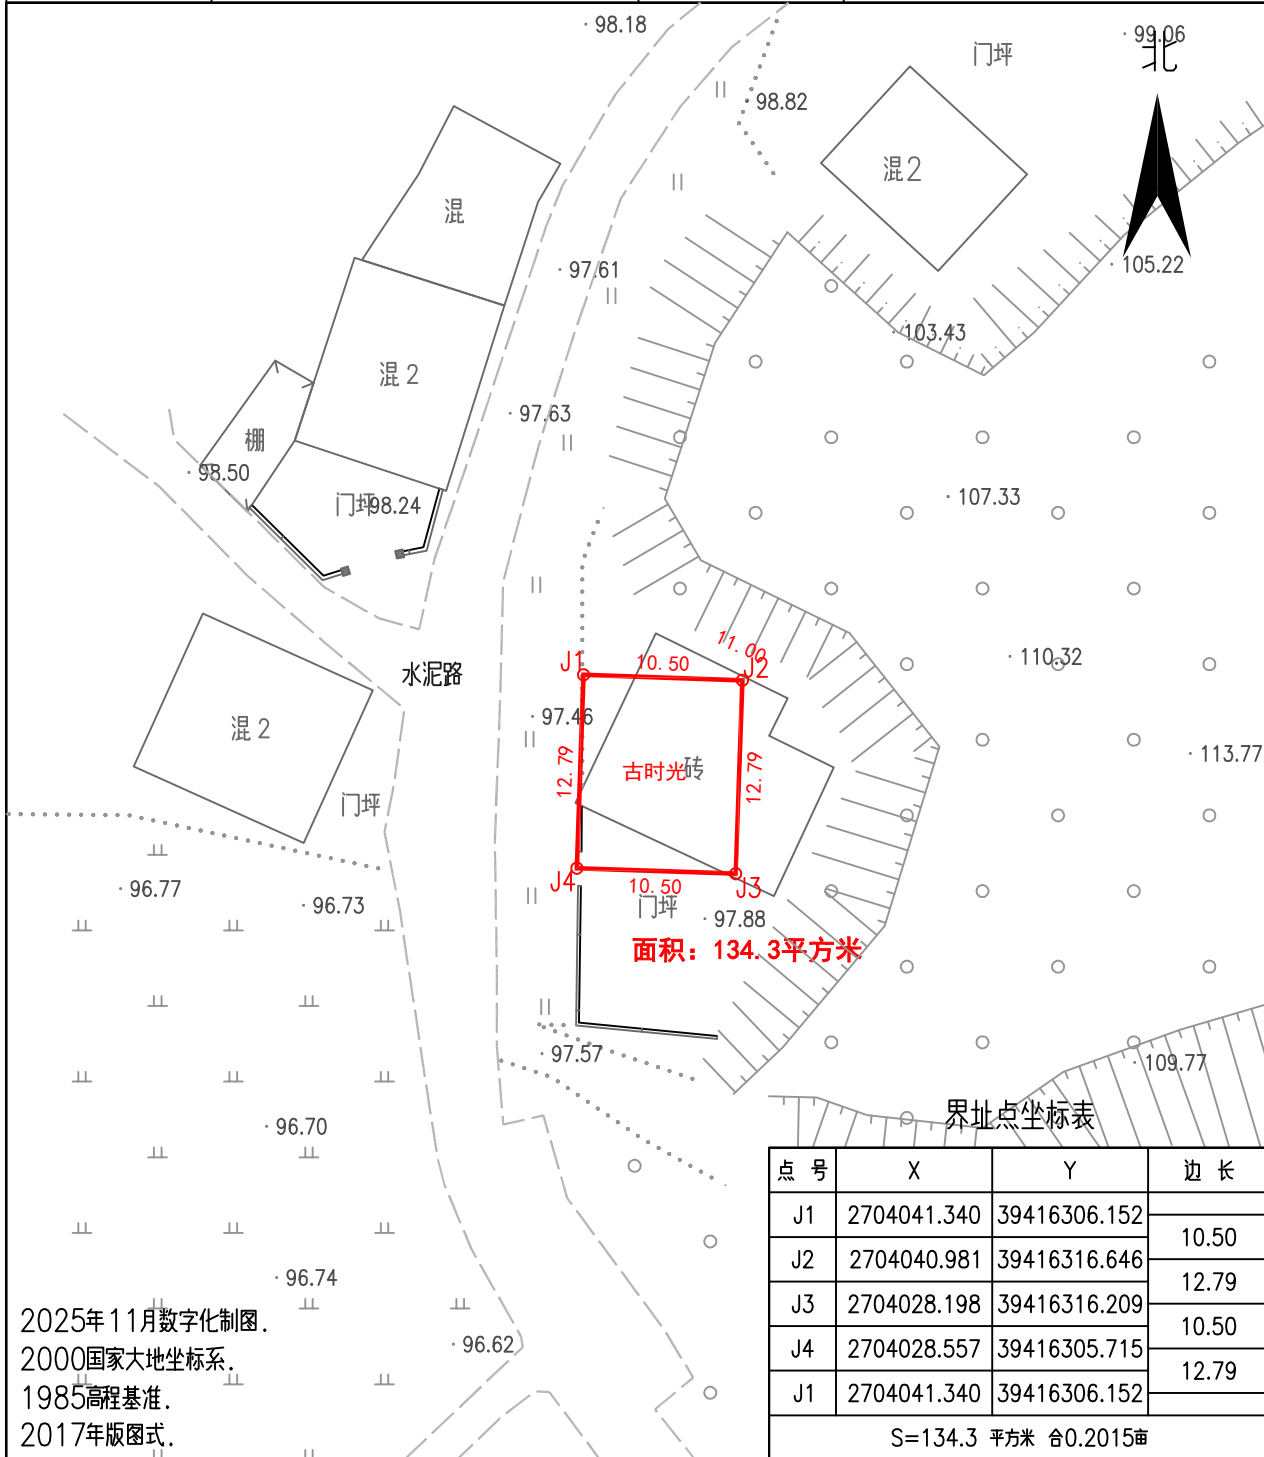 98.18
99.06
门坪
北
98.82
混2
混
97.61
105.22
103.43
混2
97.63
棚
98.50
门坪
98.24
107.33
11.00
110.32
J1
10.50
J2
水泥路
97.46
混2
12.79
古时光
砖
12.79
113.77
门坪
J4
10.50
J3
96.77
96.73
门坪
97.88
面积：134.3平方米
97.57
109.77
96.70
界址点坐标表
点号 X Y 边长
J1 2704041.340 39416306.152
10.50
J2 2704040.981 39416316.646
12.79
J3 2704028.198 39416316.209
10.50
J4 2704028.557 39416305.715
12.79
J1 2704041.340 39416306.152
S=134.3 平方米 合0.2015亩
96.74
96.62
2025年11月数字化制图.
2000国家大地坐标系.
1985高程基准.
2017年版图式.